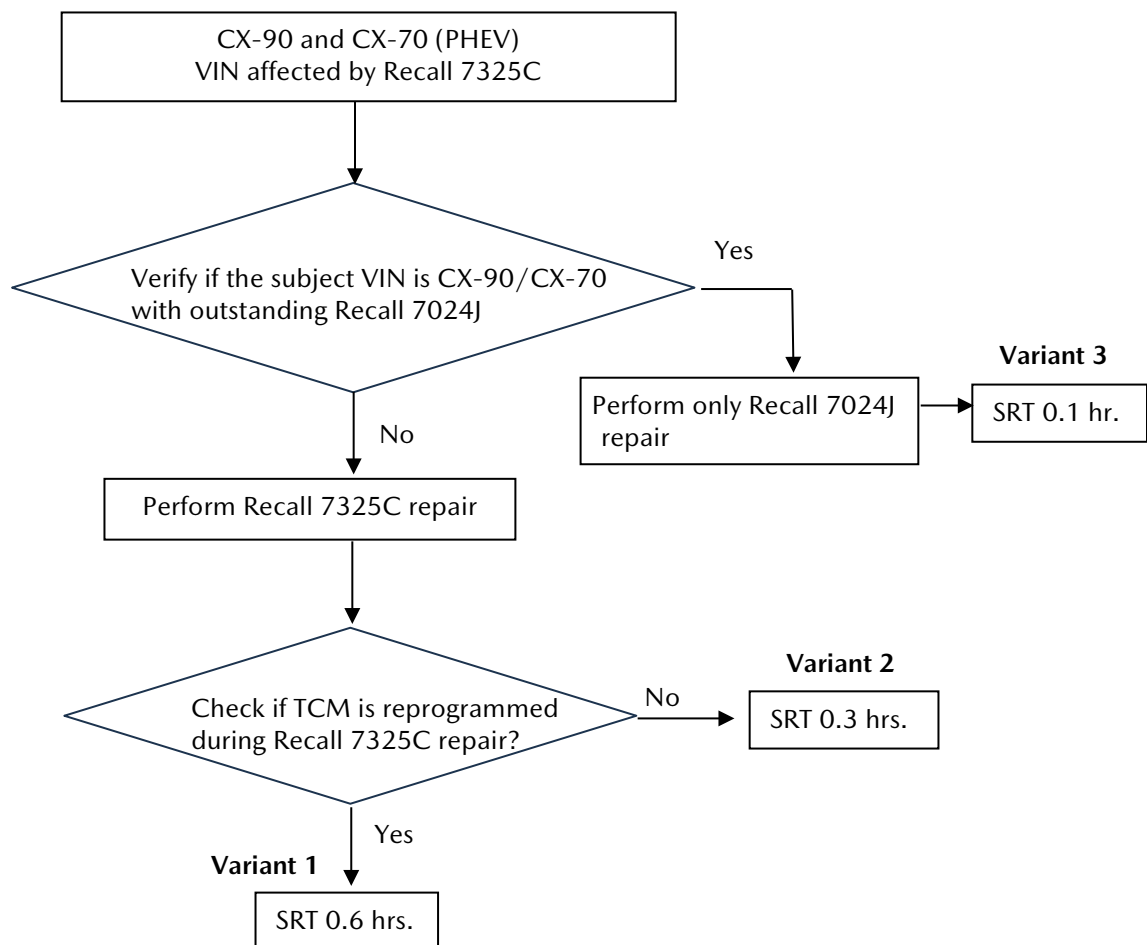 CX-90 and CX-70 (PHEV)
VIN affected by Recall 7325C
Verify if the subject VIN is CX-90/CX-70
with outstanding Recall 7024J
Yes
Variant 3
Perform only Recall 7024J
repair
SRT 0.1 hr.
No
Perform Recall 7325C repair
Check if TCM is reprogrammed
during Recall 7325C repair?
No
Variant 2
SRT 0.3 hrs.
Yes
Variant 1
SRT 0.6 hrs.